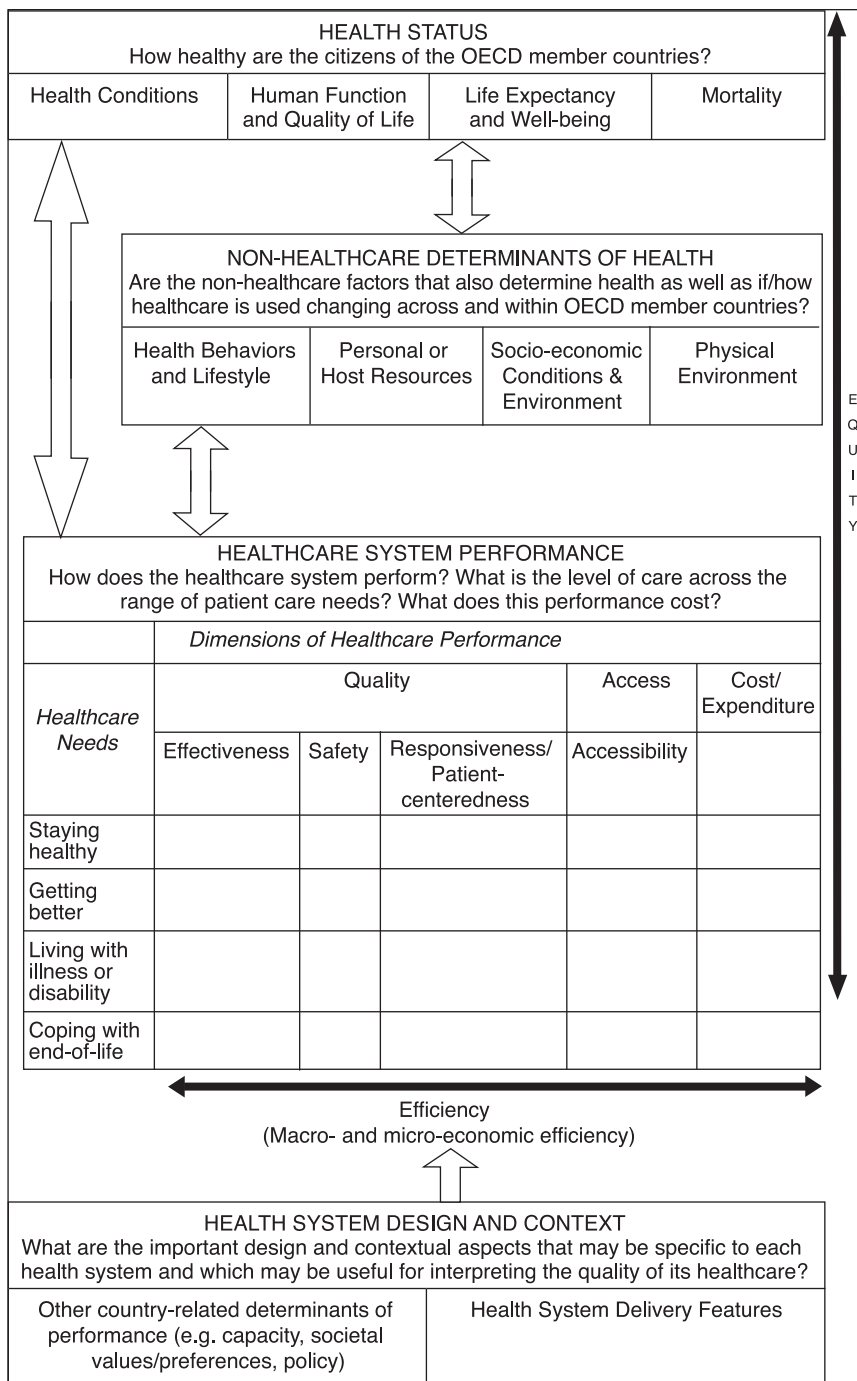 HEALTH STATUS
How healthy are the citizens of the OECD member countries?
Health Conditions
Human Function
and Quality of Life
Life Expectancy
and Well-being
Mortality
NON-HEALTHCARE DETERMINANTS OF HEALTH
Are the non-healthcare factors that also determine health as well as if/how
healthcare is used changing across and within OECD member countries?
Health Behaviors
and Lifestyle
Personal or
Host Resources
Socio-economic
Conditions &
Environment
Physical
Environment
E
Q
U
I
T
Y
HEALTHCARE SYSTEM PERFORMANCE
How does the healthcare system perform? What is the level of care across the
range of patient care needs? What does this performance cost?
Dimensions of Healthcare Performance
Healthcare
Needs
Quality
Access
Cost/
Expenditure
Effectiveness
Safety
Responsiveness/
Patient-
centeredness
Accessibility
Staying
healthy
Getting
better
Living with
illness or
disability
Coping with
end-of-life
Efficiency
(Macro- and micro-economic efficiency)
HEALTH SYSTEM DESIGN AND CONTEXT
What are the important design and contextual aspects that may be specific to each
health system and which may be useful for interpreting the quality of its healthcare?
Other country-related determinants of
performance (e.g. capacity, societal
values/preferences, policy)
Health System Delivery Features